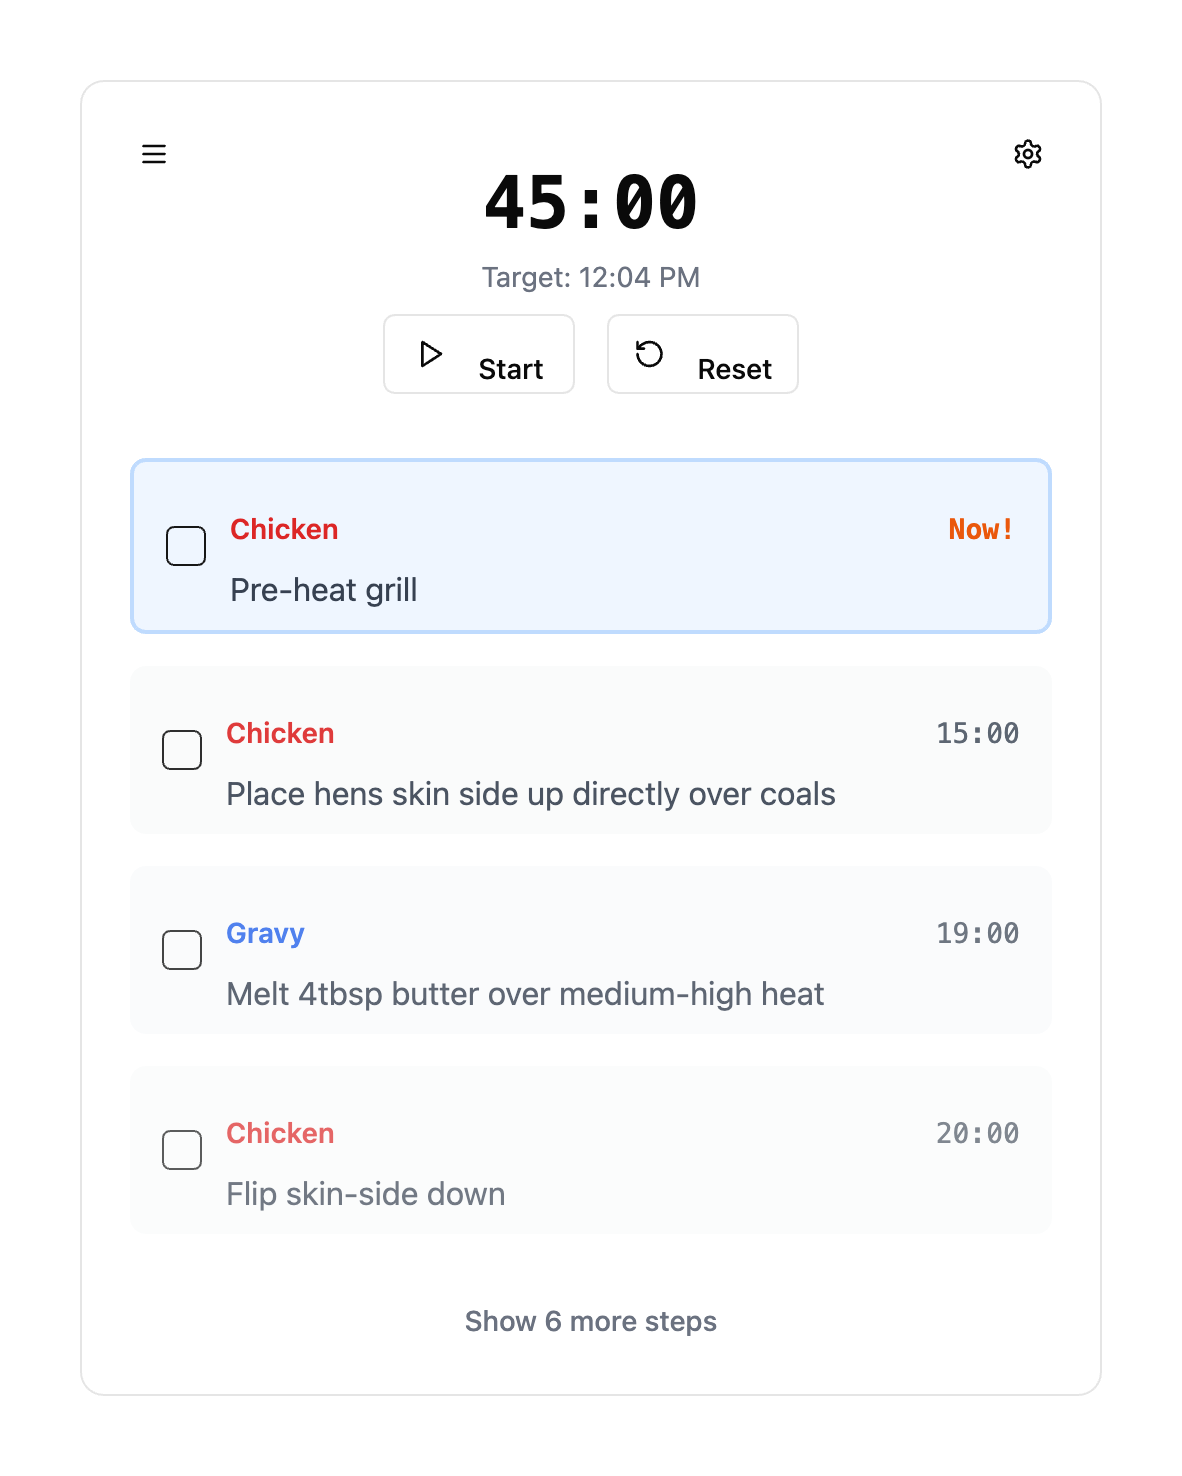 45:00
Target: 12:04 PM
Start
Reset
Chicken
Now!
Pre-heat grill
Chicken
15:00
Place hens skin side up directly over coals
Gravy
19:00
Melt 4tbsp butter over medium-high heat
Chicken
20:00
Flip skin-side down
Show 6 more steps